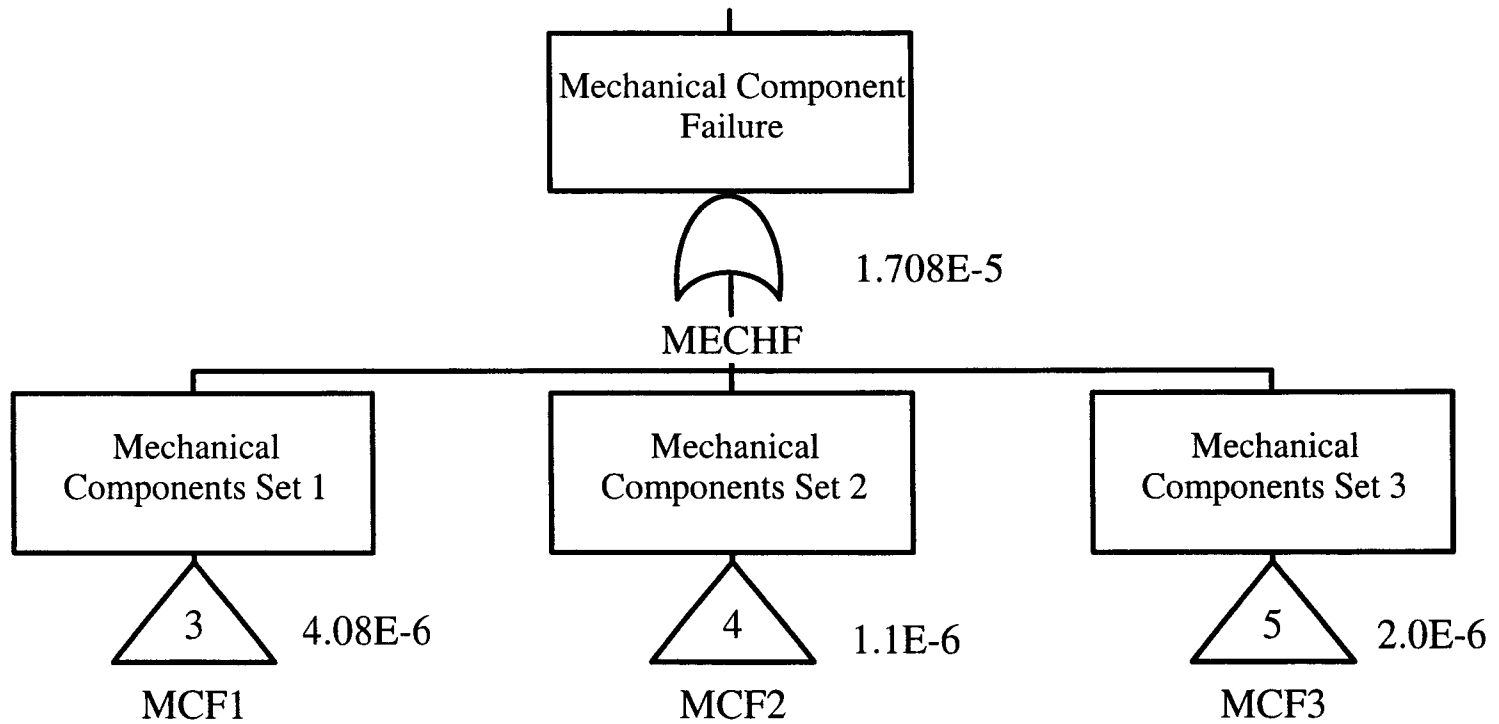 Mechanical Component
Failure
1.708E-5
MECHF
Mechanical
Components Set 1
Mechanical
Components Set 2
Mechanical
Components Set 3
3
4.08E-6
4
1.1E-6
5
2.0E-6
MCF1
MCF2
MCF3